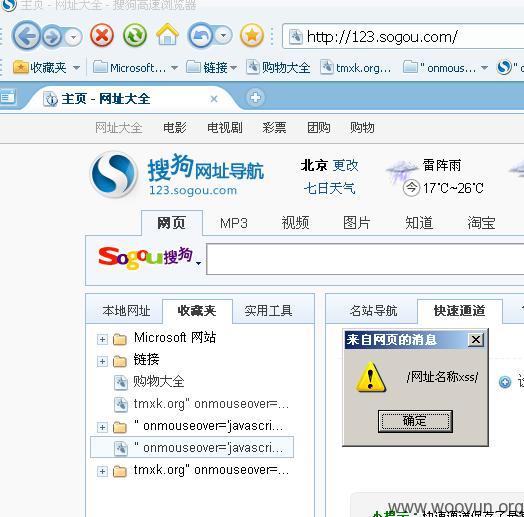 主页 - 网址大全 - 搜狗高速浏览器
http://123.sogou.com/
收藏夹 Microsoft... 链接 购物大全 tmxk.org... " onmous...
主页 - 网址大全
网址大全 电影 电视剧 彩票 团购 购物
搜狗网址导航
123.sogou.com
北京 更改 雷阵雨
七日天气 今 17℃~26℃
网页 MP3 视频 图片 知道 淘宝
Sogou搜狗
本地网址 收藏夹 实用工具 名站导航 快速通道
Microsoft 网站
链接
购物大全
tmxk.org" onmouseover=...
" onmouseover='javascri...
" onmouseover='javascri...
tmxk.org" onmouseover=...
来自网页的消息
/网址名称xss/
确定
www.wooyun.org